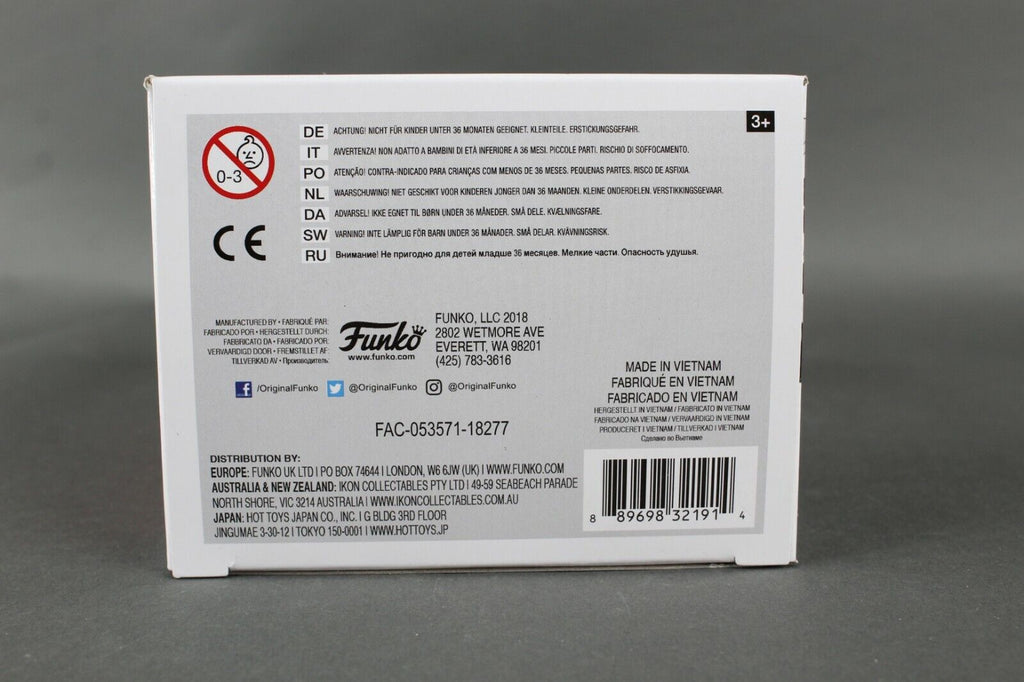 3+
0-3
DE ACHTUNG! NICHT FÜR KINDER UNTER 36 MONATEN GEEIGNET. KLEINTEILE. ERSTICKUNGSGEFAHR.
IT AVVERTENZA! NON ADATTO A BAMBINI DI ETÀ INFERIORE A 36 MESI. PICCOLE PARTI. RISCHIO DI SOFFOCAMENTO.
PO ATENÇÃO! CONTRA-INDICADO PARA CRIANÇAS COM MENOS DE 36 MESES. PEQUENAS PARTES. RISCO DE ASFIXIA.
NL WAARSCHUWING! NIET GESCHIKT VOOR KINDEREN JONGER DAN 36 MAANDEN. KLEINE ONDERDELEN. VERSTIKKINGSGEVAAR.
DA ADVARSEL! IKKE EGNET TIL BØRN UNDER 36 MÅNEDER. SMÅ DELE. KVÆLNINGSFARE.
SW VARNING! INTE LÄMPLIG FÖR BARN UNDER 36 MÅNADER. SMÅ DELAR. KVÄVNINGSRISK.
RU Внимание! Не пригодно для детей младше 36 месяцев. Мелкие части. Опасность удушья.
CE
MANUFACTURED BY • FABRIQUÉ PAR:
FABRICADO POR • HERGESTELLT DURCH:
FABBRICATO DA • FABRICADO POR:
VERVAARDIGD DOOR • FREMSTILLET AF:
TILLVERKAD AV • Производитель:
Funko
www.funko.com
FUNKO, LLC 2018
2802 WETMORE AVE
EVERETT, WA 98201
(425) 783-3616
f /OriginalFunko @OriginalFunko @OriginalFunko
FAC-053571-18277
MADE IN VIETNAM
FABRIQUÉ EN VIETNAM
FABRICADO EN VIETNAM
HERGESTELLT IN VIETNAM / FABBRICATO IN VIETNAM
FABRICADO NA VIETNAM / VERVAARDIGD IN VIETNAM
PRODUCERET I VIETNAM / TILLVERKAD I VIETNAM
Сделано во Вьетнаме
DISTRIBUTION BY:
EUROPE: FUNKO UK LTD | PO BOX 74644 | LONDON, W6 6JW (UK) | WWW.FUNKO.COM
AUSTRALIA & NEW ZEALAND: IKON COLLECTABLES PTY LTD | 49-59 SEABEACH PARADE
NORTH SHORE, VIC 3214 AUSTRALIA | WWW.IKONCOLLECTABLES.COM.AU
JAPAN: HOT TOYS JAPAN CO., INC. | G BLDG 3RD FLOOR
JINGUMAE 3-30-12 | TOKYO 150-0001 | WWW.HOTTOYS.JP
8 89698 32191 4